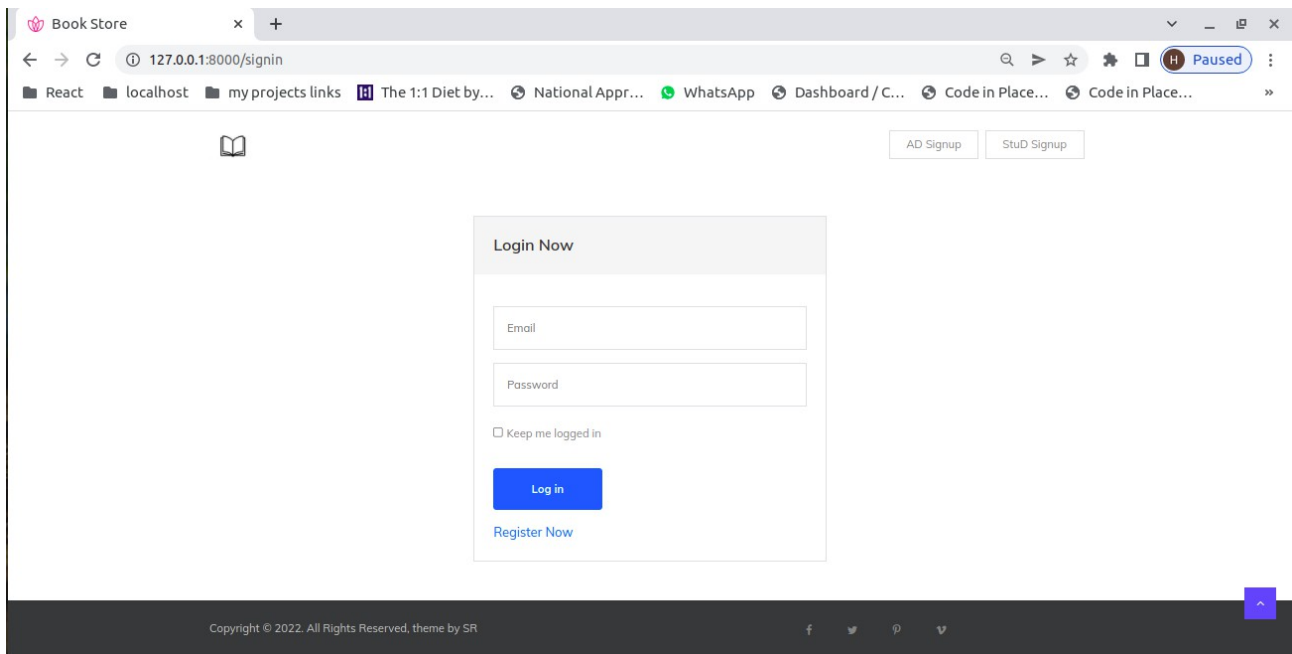 Book Store
127.0.0.1:8000/signin
H Paused
React localhost my projects links The 1:1 Diet by... National Appr... WhatsApp Dashboard / C... Code in Place... Code in Place... »
AD Signup StuD Signup
Login Now
Email
Password
Keep me logged in
Log in
Register Now
Copyright © 2022. All Rights Reserved, theme by SR